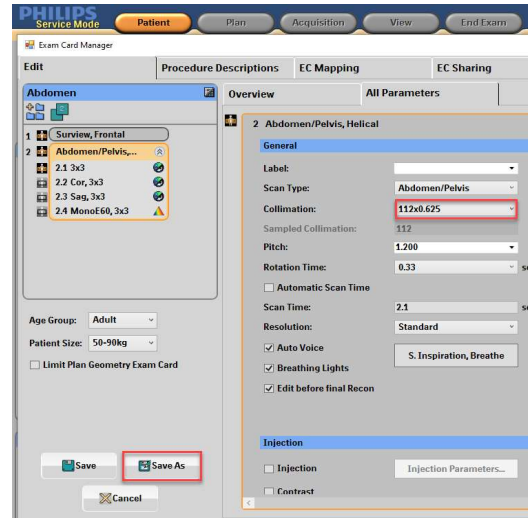 PHILIPS
Service Mode
Patient
Plan
Acquisition
View
End Exam
Exam Card Manager
Edit
Procedure Descriptions
EC Mapping
EC Sharing
Abdomen
Overview
All Parameters
1 Surview, Frontal
2 Abdomen/Pelvis,...
2.1 3x3
2.2 Cor, 3x3
2.3 Sag, 3x3
2.4 MonoE60, 3x3
Age Group: Adult
Patient Size: 50-90kg
Limit Plan Geometry Exam Card
Save
Save As
Cancel
2 Abdomen/Pelvis, Helical
General
Label:
Scan Type: Abdomen/Pelvis
Collimation: 112x0.625
Sampled Collimation: 112
Pitch: 1.200
Rotation Time: 0.33
Automatic Scan Time
Scan Time: 2.1
Resolution: Standard
Auto Voice
S. Inspiration, Breathe
Breathing Lights
Edit before final Recon
Injection
Injection
Injection Parameters...
Contrast